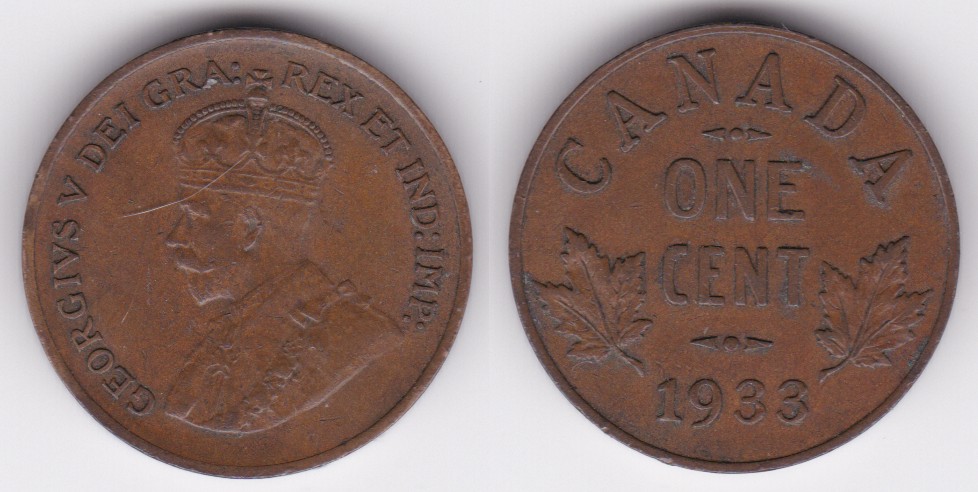 GEORGIVS V DEI GRA: REX ET IND: IMP:
CANADA
ONE
CENT
1933